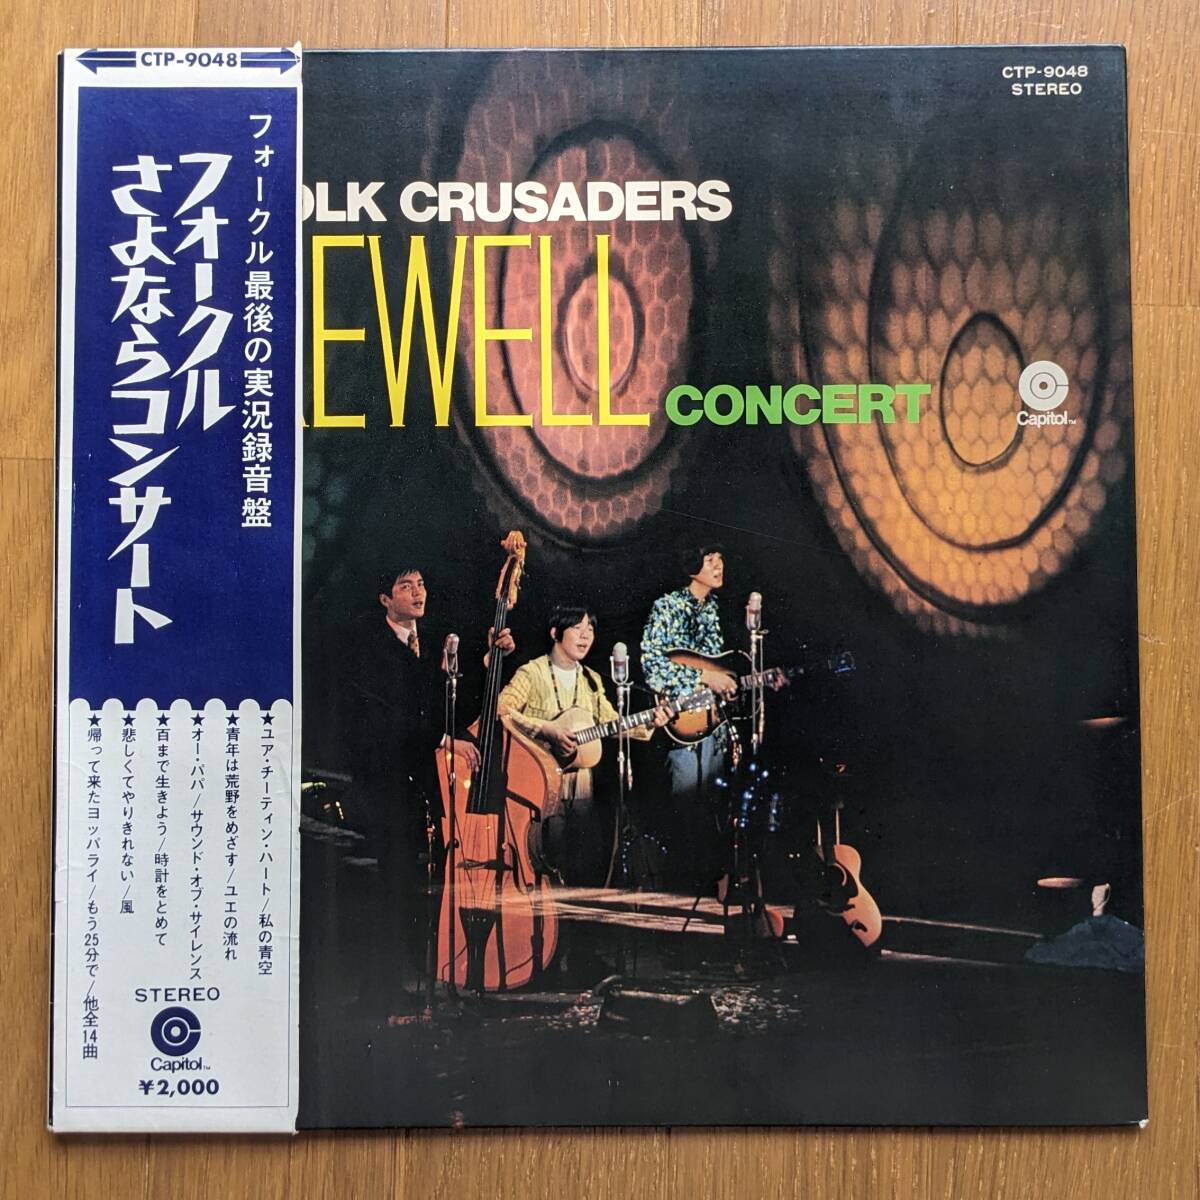 CTP-9048
フォークル最後の実況録音盤
フォークル
さよならコンサート
★ユア・チーティン・ハート/私の青空
★青年は荒野をめざす/ユエの流れ
★オー・パパ/サウンド・オブ・サイレンス
★百まで生きよう/時計をとめて
★悲しくてやりきれない/風
★帰って来たヨッパライ/もう25分で/他全14曲
STEREO
Capitol™
¥2,000
CTP-9048
STEREO
OLK CRUSADERS
EWELL
CONCERT
Capitol™